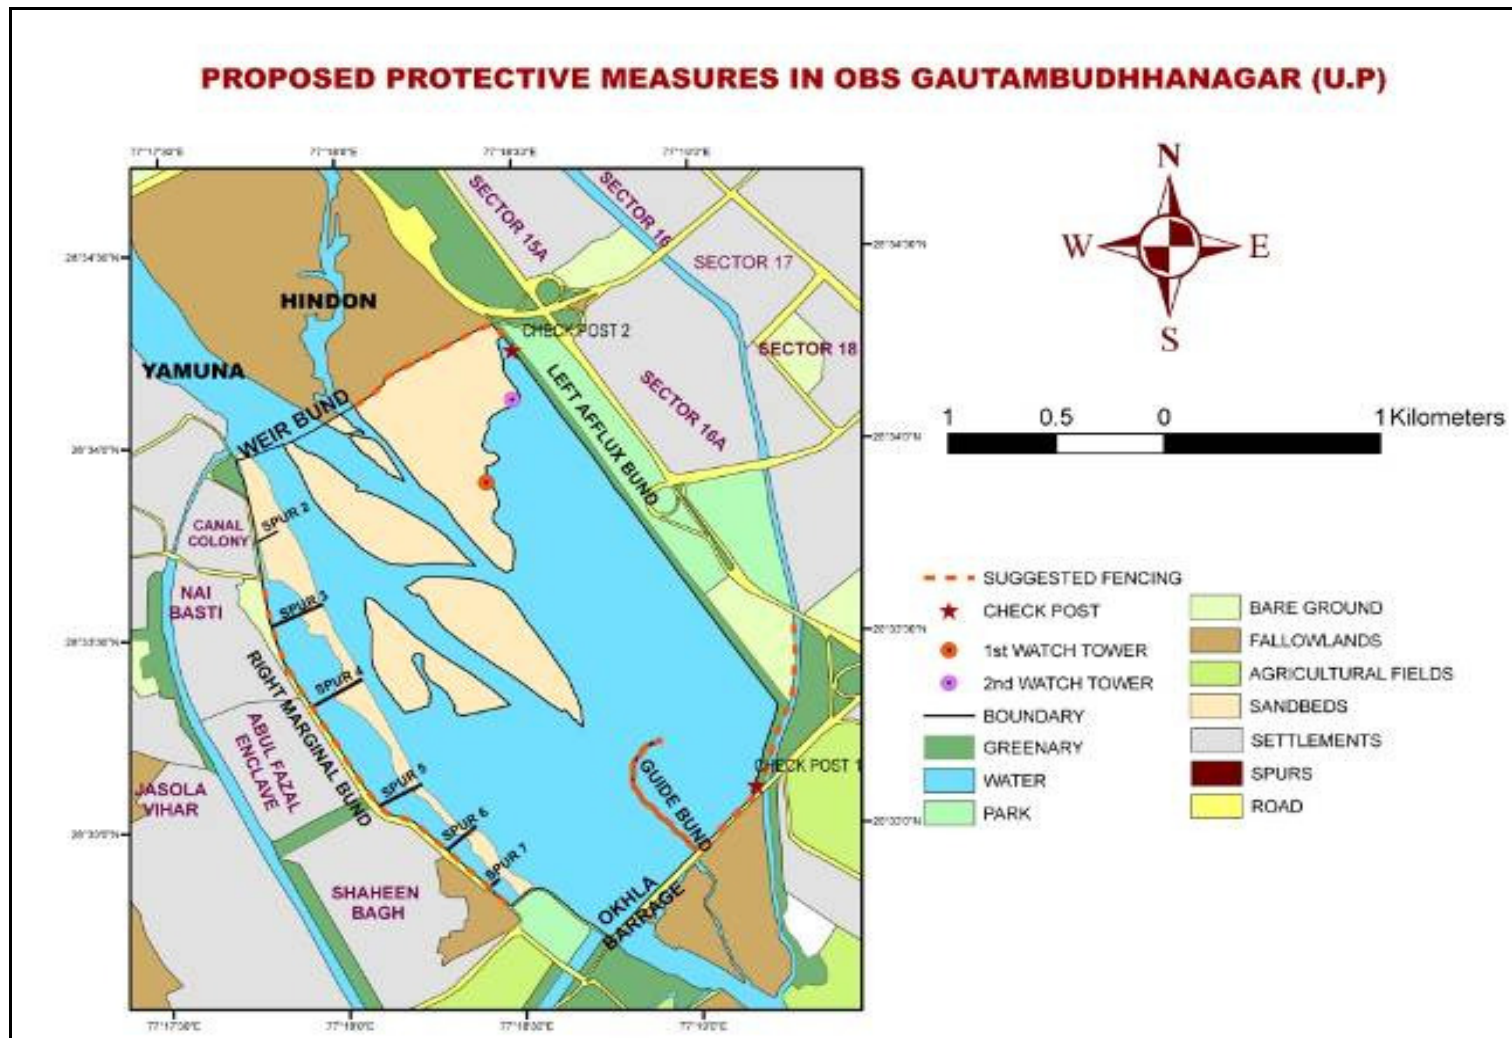 PROPOSED PROTECTIVE MEASURES IN OBS GAUTAMBUDHHANAGAR (U.P)
N
W
E
S
SECTOR 15A
SECTOR 16
SECTOR 17
HINDON
CHECK POST 2
SECTOR 18
YAMUNA
WEIR BUND
LEFT AFFLUX BUND
SECTOR 16A
1
0.5
0
1 Kilometers
CANAL
COLONY
SPUR 2
NAI
BASTI
SPUR 3
SPUR 4
RIGHT MARGINAL BUND
ABUL FAZAL
ENCLAVE
JASOLA
VIHAR
SPUR 5
SPUR 6
SPUR 7
SHAHEEN
BAGH
GUIDE BUND
CHECK POST 1
OKHLA
BARRAGE
SUGGESTED FENCING
CHECK POST
1st WATCH TOWER
2nd WATCH TOWER
BOUNDARY
GREENARY
WATER
PARK
BARE GROUND
FALLOWLANDS
AGRICULTURAL FIELDS
SANDBEDS
SETTLEMENTS
SPURS
ROAD